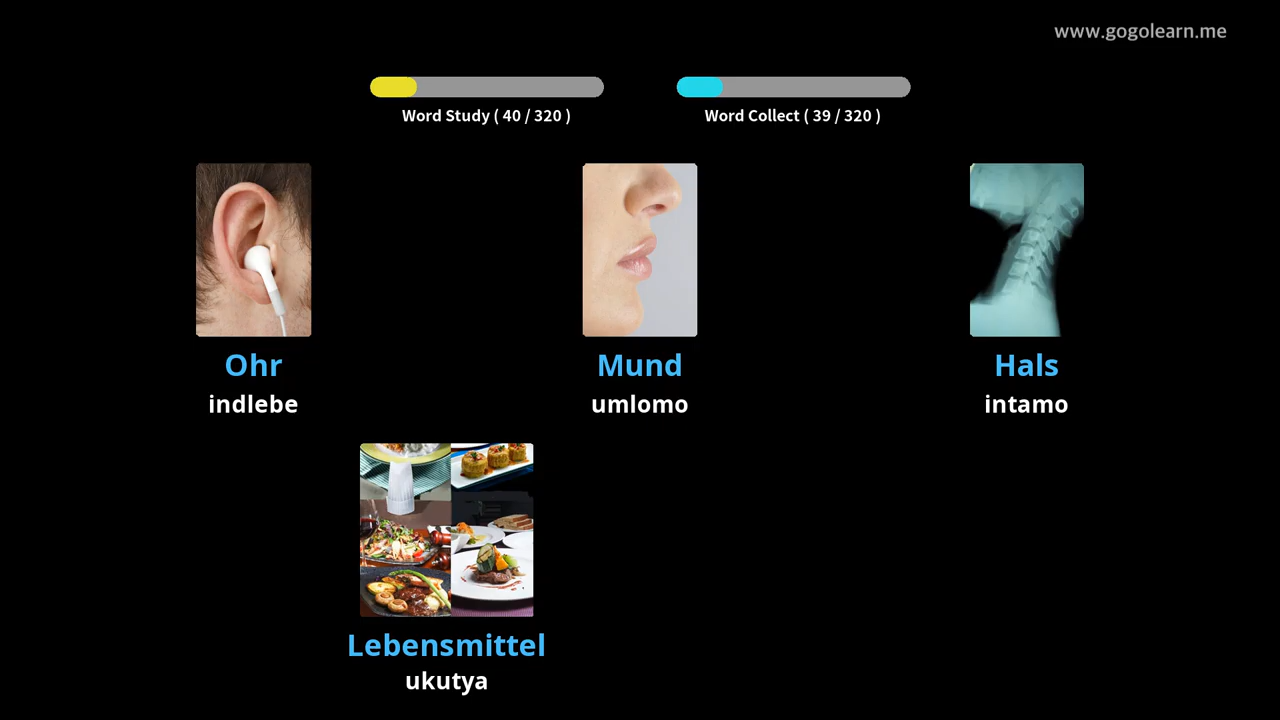 www.gogolearn.me
Word Study ( 40 / 320 )
Word Collect ( 39 / 320 )
Ohr
indlebe
Mund
umlomo
Hals
intamo
Lebensmittel
ukutya